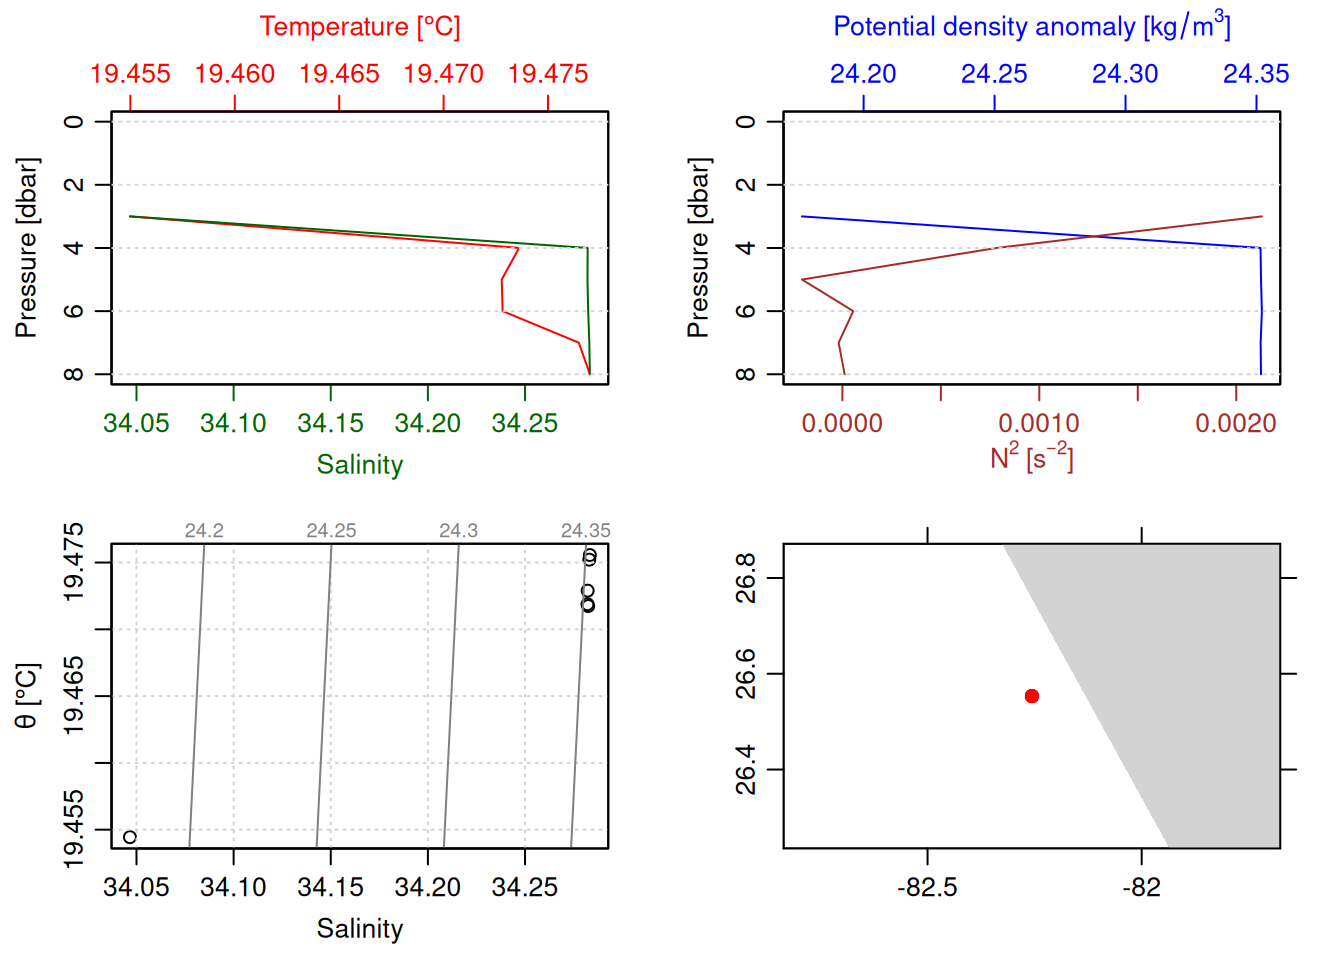 Temperature [°C]
19.455 19.460 19.465 19.470 19.475
0
2
4
6
8
Pressure [dbar]
34.05 34.10 34.15 34.20 34.25
Salinity
Potential density anomaly [kg/m³]
24.20 24.25 24.30 24.35
0
2
4
6
8
Pressure [dbar]
0.0000 0.0010 0.0020
N² [s⁻²]
24.2 24.25 24.3 24.35
19.475
19.465
19.455
θ [°C]
34.05 34.10 34.15 34.20 34.25
Salinity
26.8
26.6
26.4
-82.5 -82